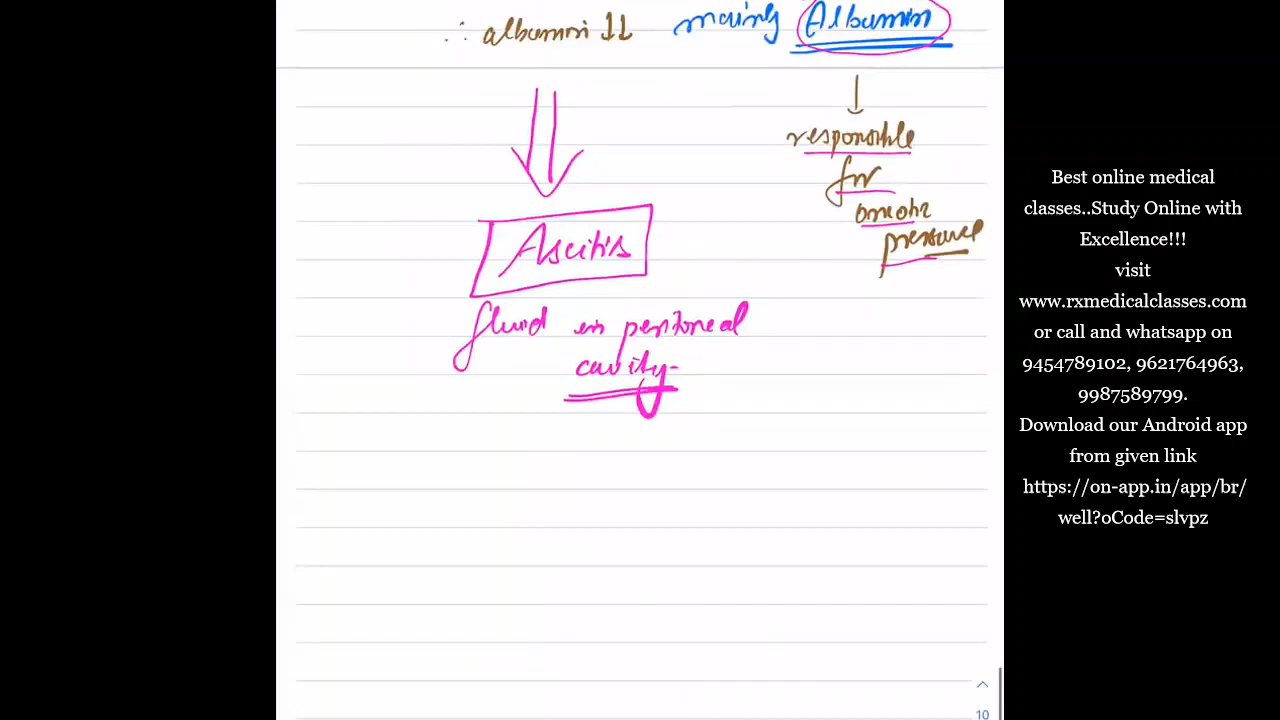 ∴ albumin ↓↓ mainly Albumin
↓
responsible
for
oncotic
pressure
Ascitis
fluid in peritoneal
cavity-
10
Best online medical
classes..Study Online with
Excellence!!!
visit
www.rxmedicalclasses.com
or call and whatsapp on
9454789102, 9621764963,
9987589799.
Download our Android app
from given link
https://on-app.in/app/br/
well?oCode=slvpz